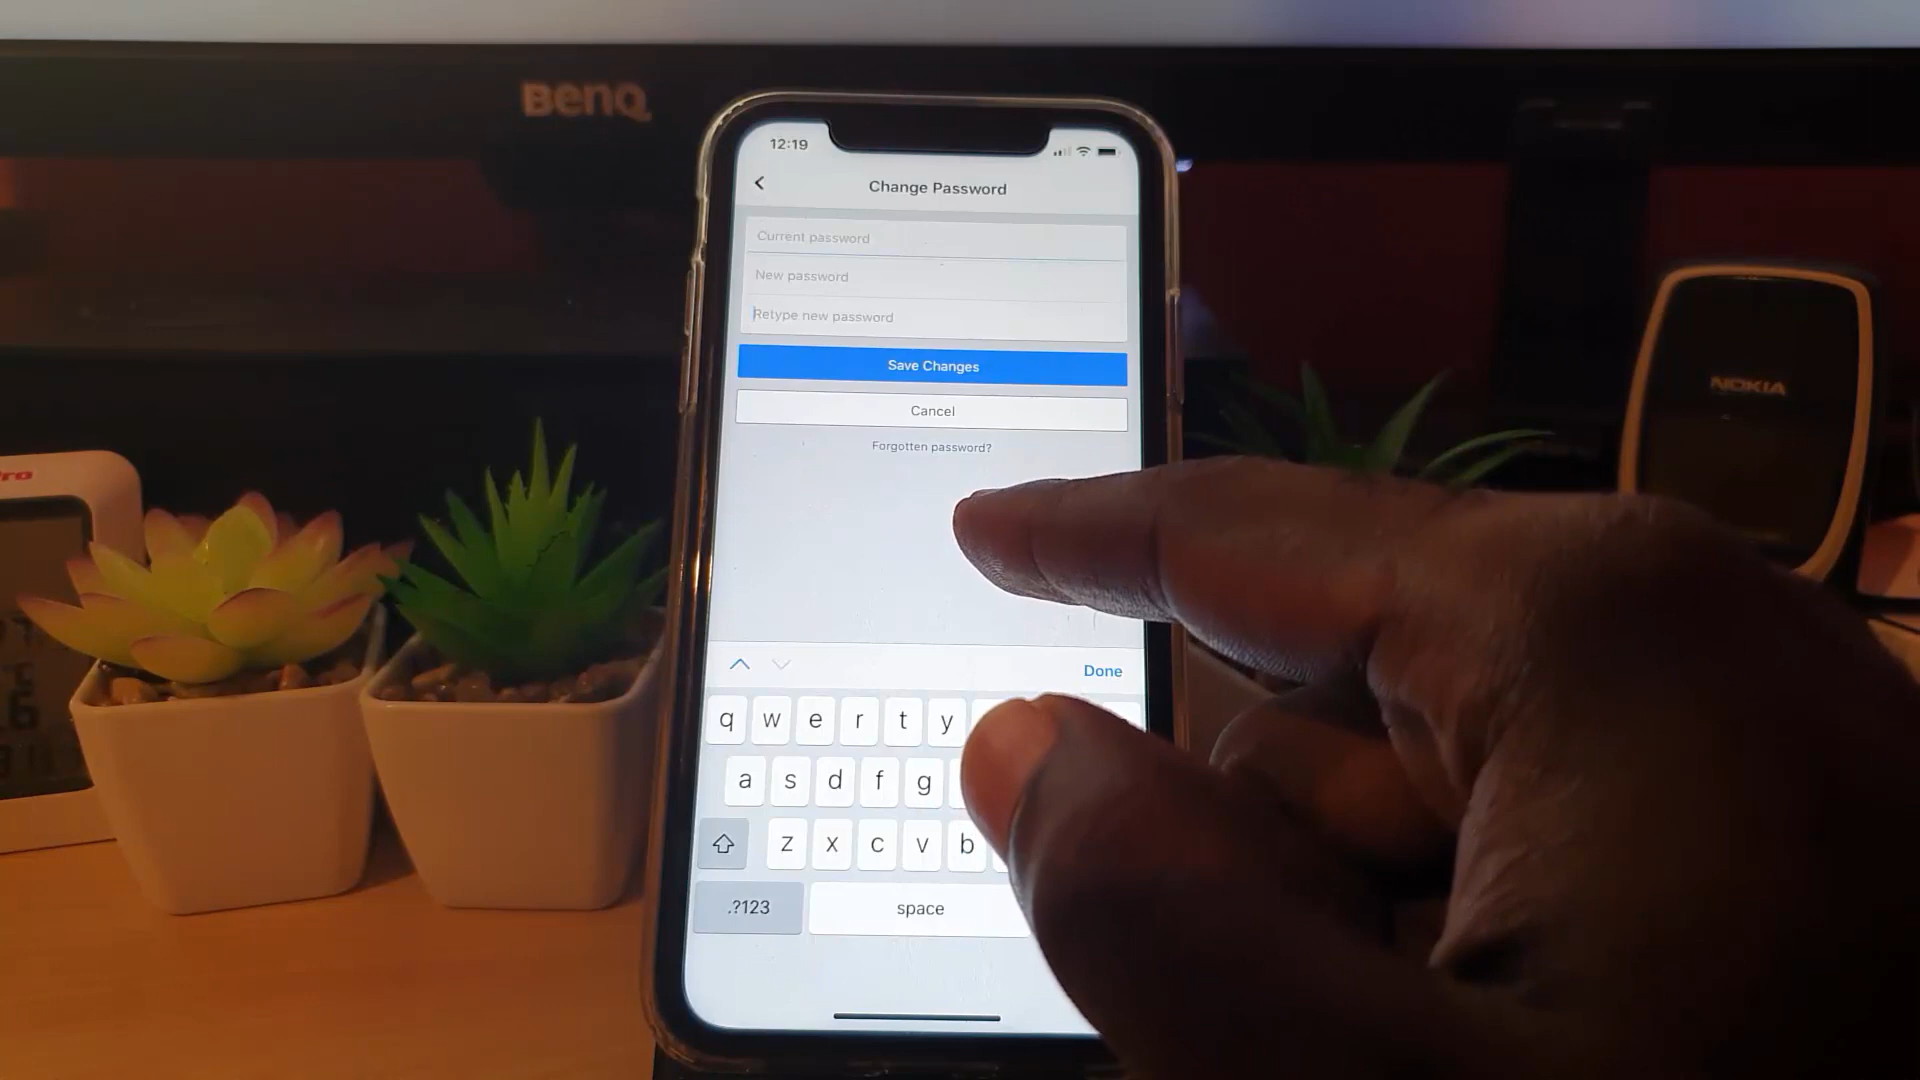 BenQ
12:19
Change Password
Current password
New password
Retype new password
Save Changes
Cancel
Forgotten password?
NOKIA
Done
q w e r t y
a s d f g
z x c v b
.?123 space